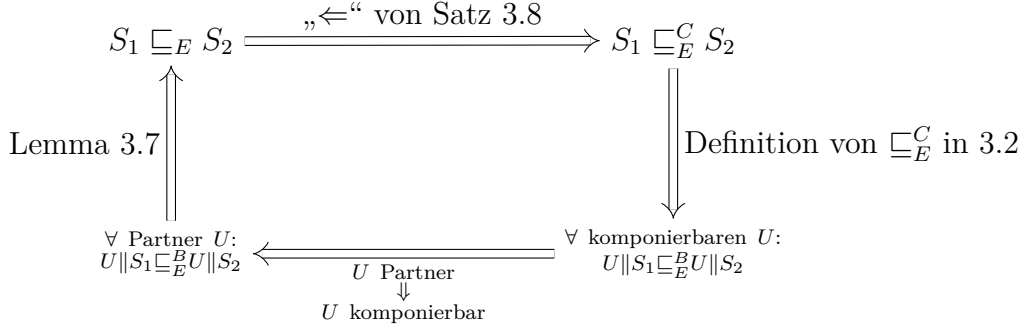 „⇐“ von Satz 3.8
S₁ ⊑_E S₂
S₁ ⊑_E^C S₂
Lemma 3.7
Definition von ⊑_E^C in 3.2
∀ Partner U:
U‖S₁⊑_E^B U‖S₂
∀ komponierbaren U:
U‖S₁⊑_E^B U‖S₂
U Partner
⇓
U komponierbar